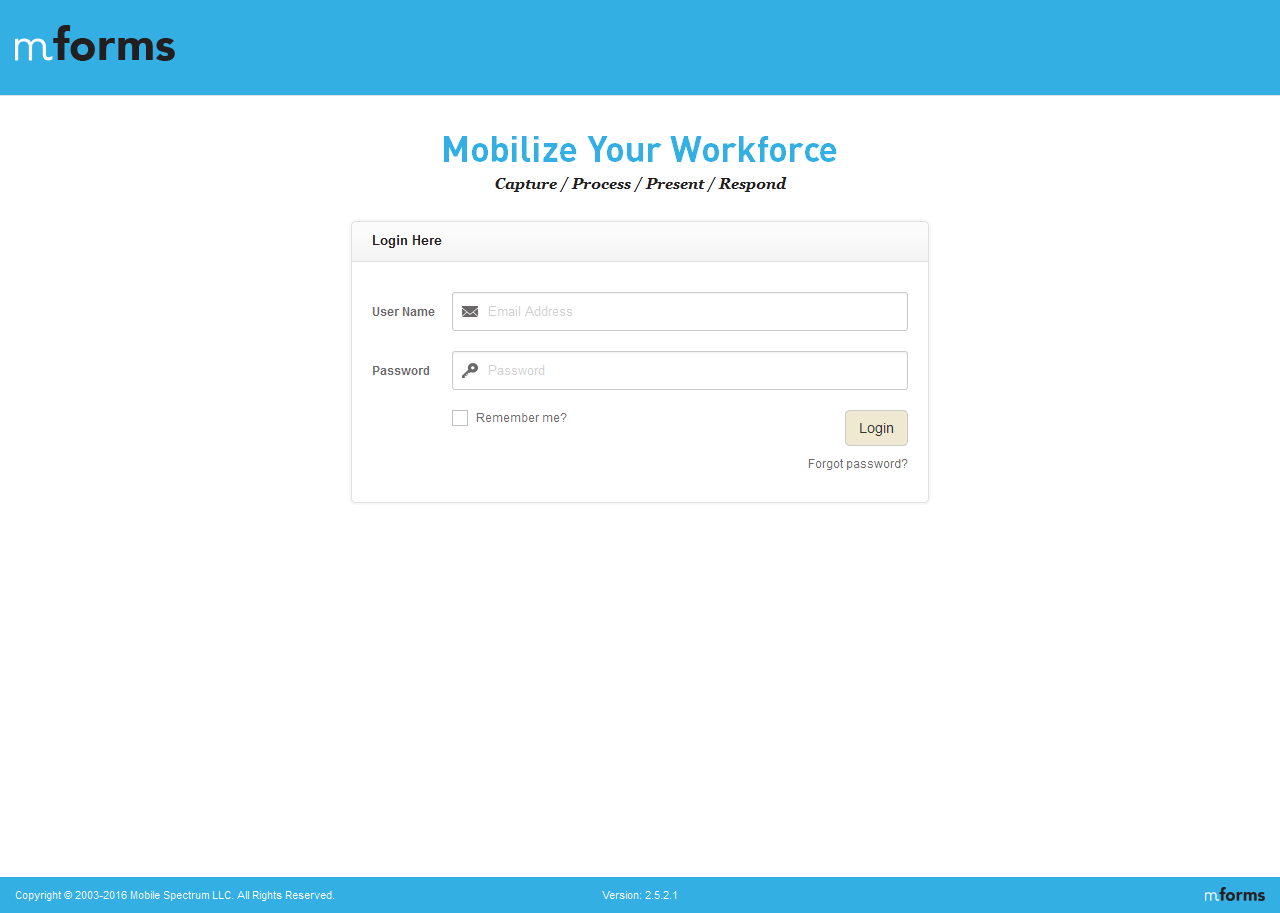 mforms
Mobilize Your Workforce
Capture / Process / Present / Respond
Login Here
User Name
Email Address
Password
Password
Remember me?
Login
Forgot password?
Copyright © 2003-2016 Mobile Spectrum LLC. All Rights Reserved.
Version: 2.5.2.1
mforms